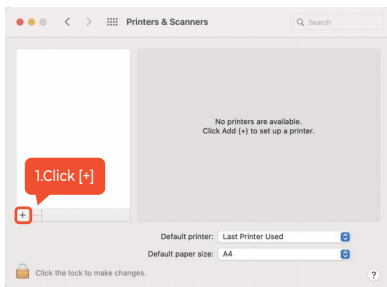 Printers & Scanners
Search
No printers are available.
Click Add (+) to set up a printer.
1.Click [+]
+ −
Default printer: Last Printer Used
Default paper size: A4
Click the lock to make changes.
?